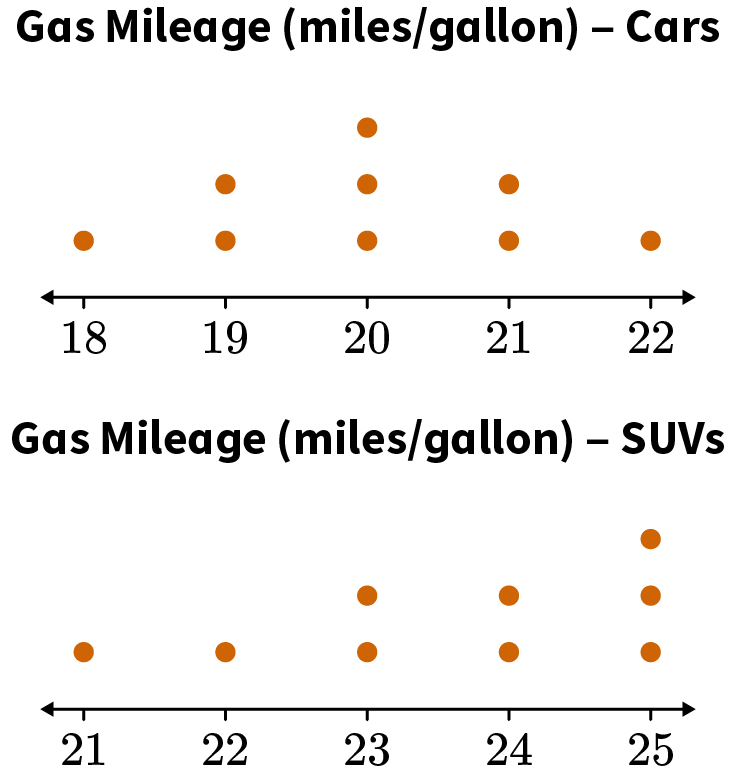 Gas Mileage (miles/gallon) – Cars
18 19 20 21 22
Gas Mileage (miles/gallon) – SUVs
21 22 23 24 25